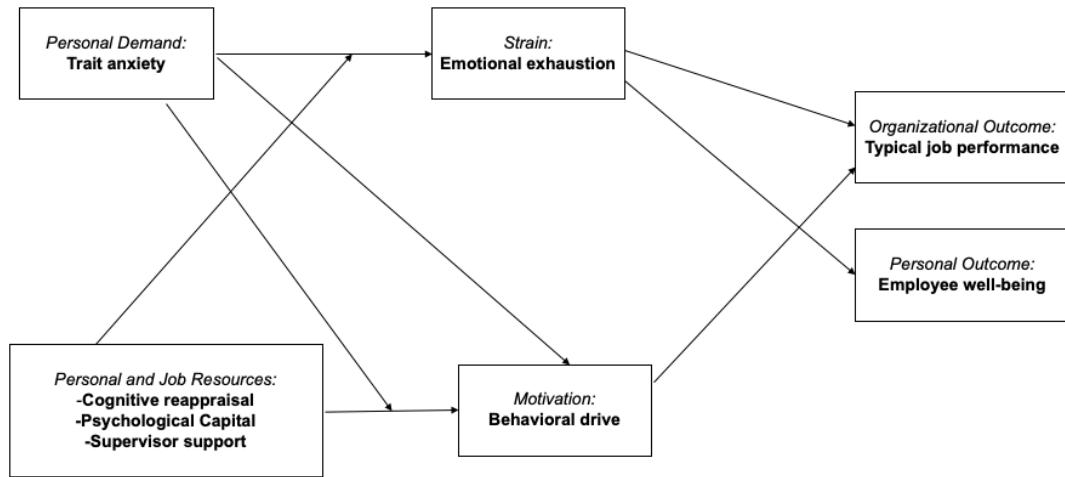 Personal Demand:
Trait anxiety
Strain:
Emotional exhaustion
Organizational Outcome:
Typical job performance
Personal Outcome:
Employee well-being
Personal and Job Resources:
-Cognitive reappraisal
-Psychological Capital
-Supervisor support
Motivation:
Behavioral drive